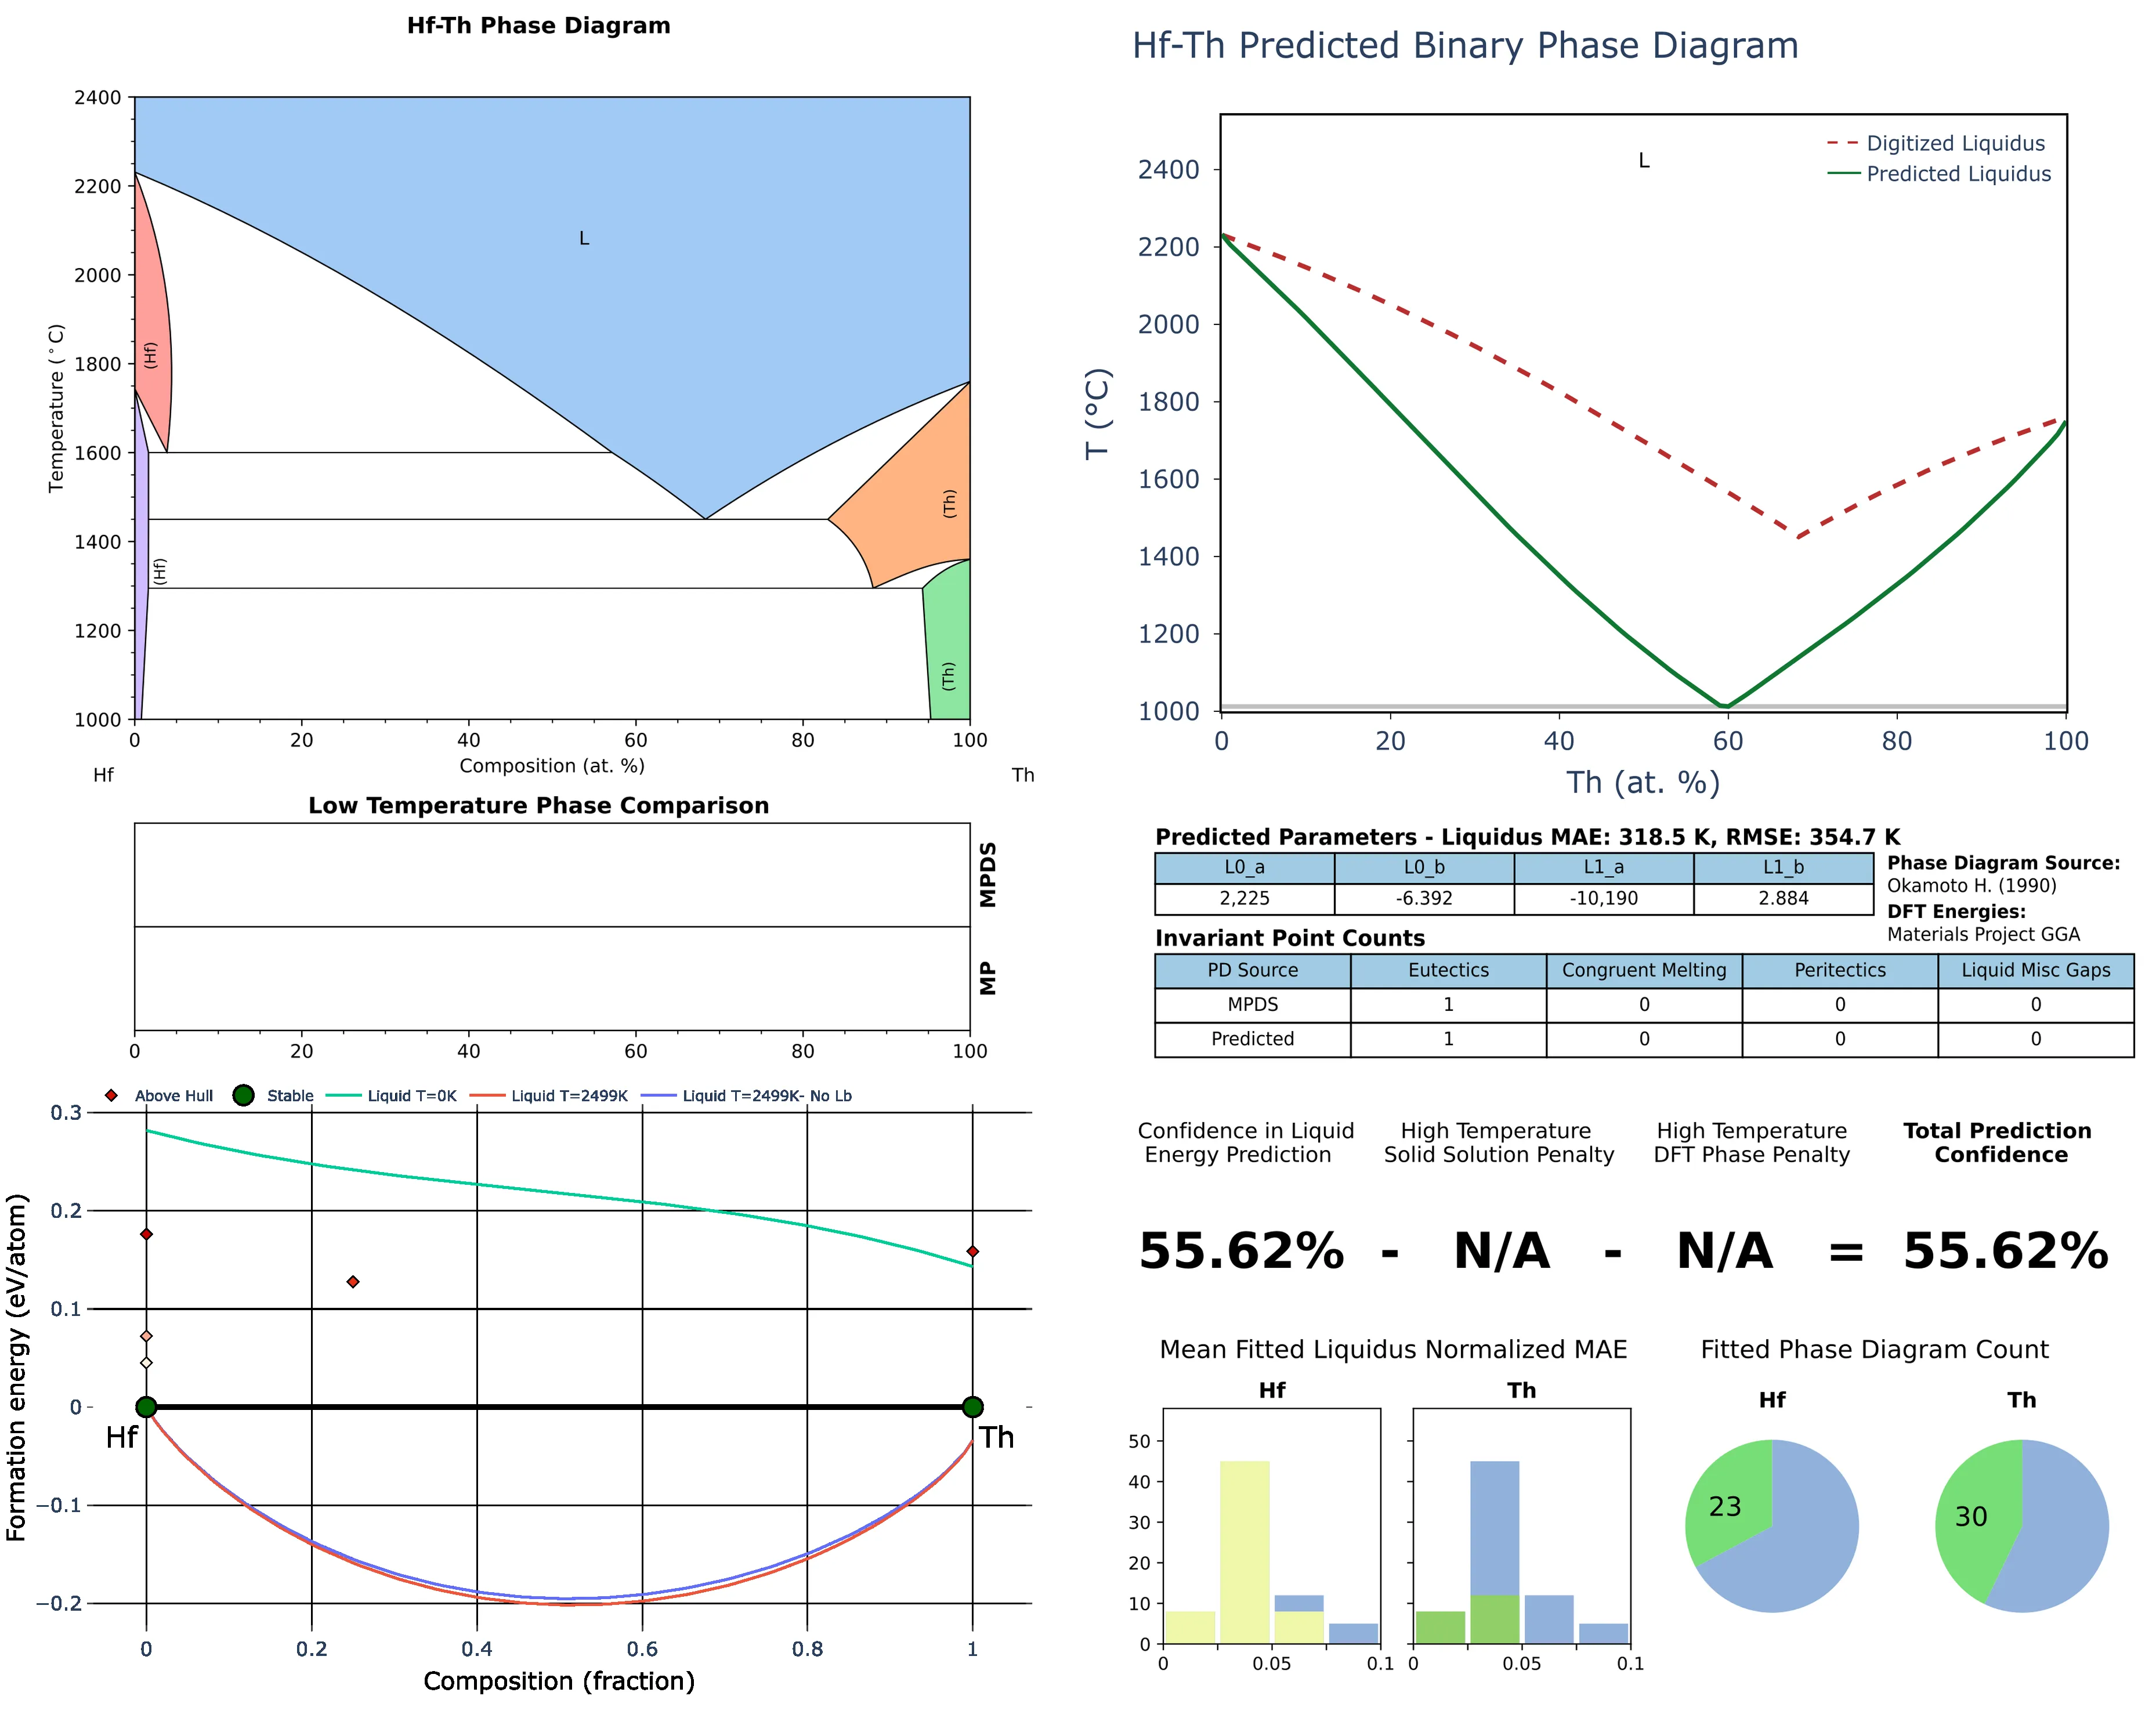 Hf-Th Phase Diagram
2400
2200
2000
1800
1600
1400
1200
1000
Temperature (°C)
L
(Hf)
(Hf)
(Th)
(Th)
0 20 40 60 80 100
Hf Composition (at. %) Th
Low Temperature Phase Comparison
MPDS
MP
0 20 40 60 80 100
Above Hull Stable Liquid T=0K Liquid T=2499K Liquid T=2499K- No Lb
0.3
0.2
0.1
0
−0.1
−0.2
Formation energy (eV/atom)
Hf Th
0 0.2 0.4 0.6 0.8 1
Composition (fraction)
Hf-Th Predicted Binary Phase Diagram
L
Digitized Liquidus
Predicted Liquidus
2400
2200
2000
1800
1600
1400
1200
1000
T (°C)
0 20 40 60 80 100
Th (at. %)
Predicted Parameters - Liquidus MAE: 318.5 K, RMSE: 354.7 K
L0_a L0_b L1_a L1_b
2,225 -6.392 -10,190 2.884
Phase Diagram Source:
Okamoto H. (1990)
DFT Energies:
Materials Project GGA
Invariant Point Counts
PD Source Eutectics Congruent Melting Peritectics Liquid Misc Gaps
MPDS 1 0 0 0
Predicted 1 0 0 0
Confidence in Liquid
Energy Prediction
High Temperature
Solid Solution Penalty
High Temperature
DFT Phase Penalty
Total Prediction
Confidence
55.62% - N/A - N/A = 55.62%
Mean Fitted Liquidus Normalized MAE
Hf Th
50
40
30
20
10
0
0 0.05 0.1 0 0.05 0.1
Fitted Phase Diagram Count
Hf Th
23 30